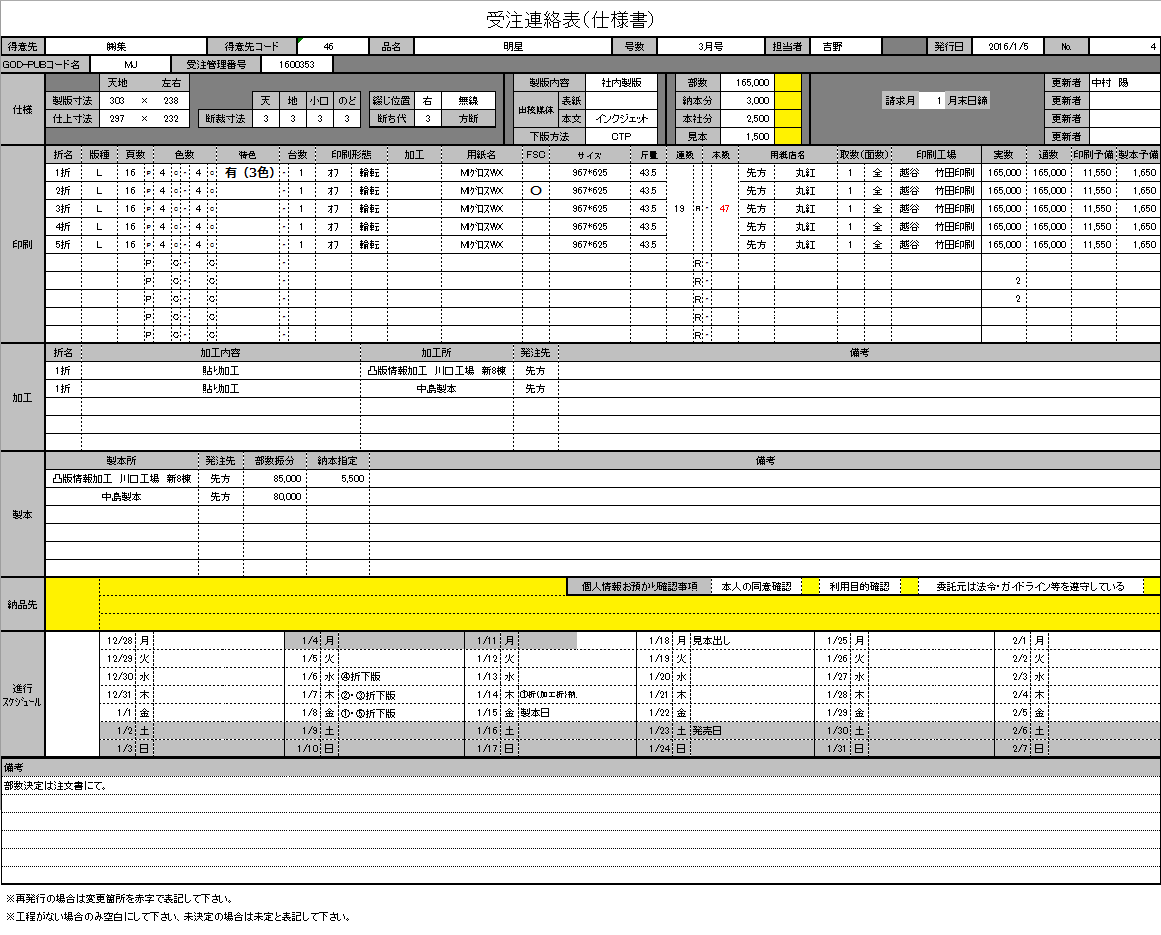 受注連絡表(仕様書)
得意先 ㈱集 得意先コード 46 品名 明星 号数 3月号 担当者 吉野 発行日 2016/1/5 No. 4
GOD-PUBコード名 MJ 受注管理番号 1600353
仕様
天地 左右
製版寸法 303 × 238
仕上寸法 297 × 232
天 地 小口 のど
断裁寸法 3 3 3 3
綴じ位置 右 無線
断ち代 3 方断
製版内容 社内製版
出稿媒体 表紙
本文 インクジェット
下版方法 CTP
部数 165,000
納本分 3,000
本社分 2,500
見本 1,500
請求月 1 月末日締
更新者 中村 陽
更新者
更新者
更新者
印刷
折名 版種 頁数 色数 特色 台数 印刷形態 加工 用紙名 FSC サイズ 斤量 連数 本数 用紙店名 取数(面数) 印刷工場 実数 通数 印刷予備 製本予備
1折 L 16 P 4 C - 4 C 有(3色) - 1 オフ 輪転 MIグロスWX 967*625 43.5 先方 丸紅 1 全 越谷 竹田印刷 165,000 165,000 11,550 1,650
2折 L 16 P 4 C - 4 C - 1 オフ 輪転 MIグロスWX O 967*625 43.5 先方 丸紅 1 全 越谷 竹田印刷 165,000 165,000 11,550 1,650
3折 L 16 P 4 C - 4 C - 1 オフ 輪転 MIグロスWX 967*625 43.5 19 R - 47 先方 丸紅 1 全 越谷 竹田印刷 165,000 165,000 11,550 1,650
4折 L 16 P 4 C - 4 C - 1 オフ 輪転 MIグロスWX 967*625 43.5 先方 丸紅 1 全 越谷 竹田印刷 165,000 165,000 11,550 1,650
5折 L 16 P 4 C - 4 C - 1 オフ 輪転 MIグロスWX 967*625 43.5 先方 丸紅 1 全 越谷 竹田印刷 165,000 165,000 11,550 1,650
P C - C - R -
P C - C - R - 2
P C - C - R - 2
P C - C - R -
P C - C - R -
加工
折名 加工内容 加工所 発注先 備考
1折 貼り加工 凸版情報加工 川口工場 新8棟 先方
1折 貼り加工 中島製本 先方
製本
製本所 発注先 部数振分 納本指定 備考
凸版情報加工 川口工場 新8棟 先方 85,000 5,500
中島製本 先方 80,000
納品先
個人情報お預かり確認事項 本人の同意確認 利用目的確認 委託元は法令・ガイドライン等を遵守している
進行
スケジュール
12/28 月 1/4 月 1/11 月 1/18 月 見本出し 1/25 月 2/1 月
12/29 火 1/5 火 1/12 火 1/19 火 1/26 火 2/2 火
12/30 水 1/6 水 ④折下版 1/13 水 1/20 水 1/27 水 2/3 水
12/31 木 1/7 木 ②・③折下版 1/14 木 ①折(加工折) 1/21 木 1/28 木 2/4 木
1/1 金 1/8 金 ①・⑤折下版 1/15 金 製本日 1/22 金 1/29 金 2/5 金
1/2 土 1/9 土 1/16 土 1/23 土 発売日 1/30 土 2/6 土
1/3 日 1/10 日 1/17 日 1/24 日 1/31 日 2/7 日
備考
部数決定は注文書にて。
※再発行の場合は変更箇所を赤字で表記して下さい。
※工程がない場合のみ空白にして下さい、未決定の場合は未定と表記して下さい。